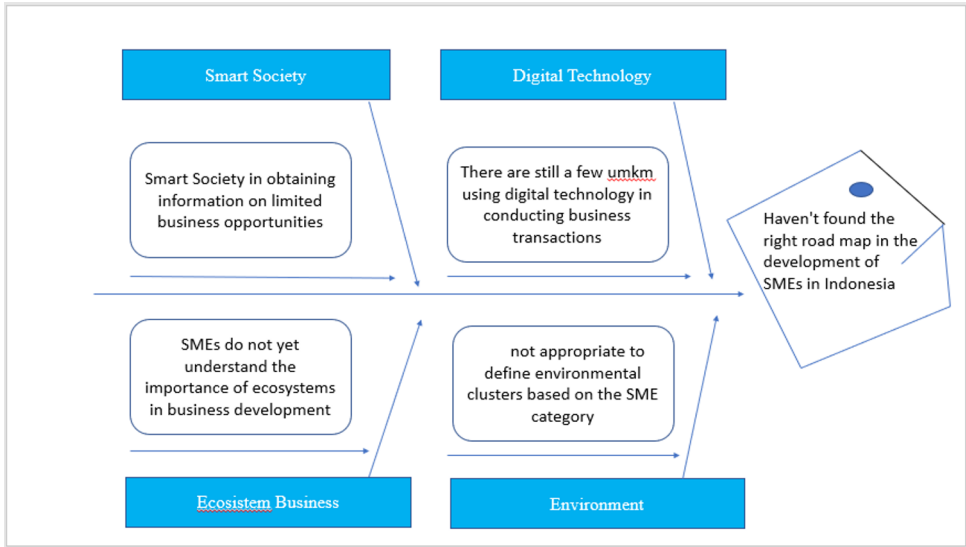 Smart Society
Digital Technology
Smart Society in obtaining
information on limited
business opportunities
There are still a few umkm
using digital technology in
conducting business
transactions
Haven't found the
right road map in the
development of
SMEs in Indonesia
SMEs do not yet
understand the
importance of ecosystems
in business development
not appropriate to
define environmental
clusters based on the SME
category
Ecosistem Business
Environment